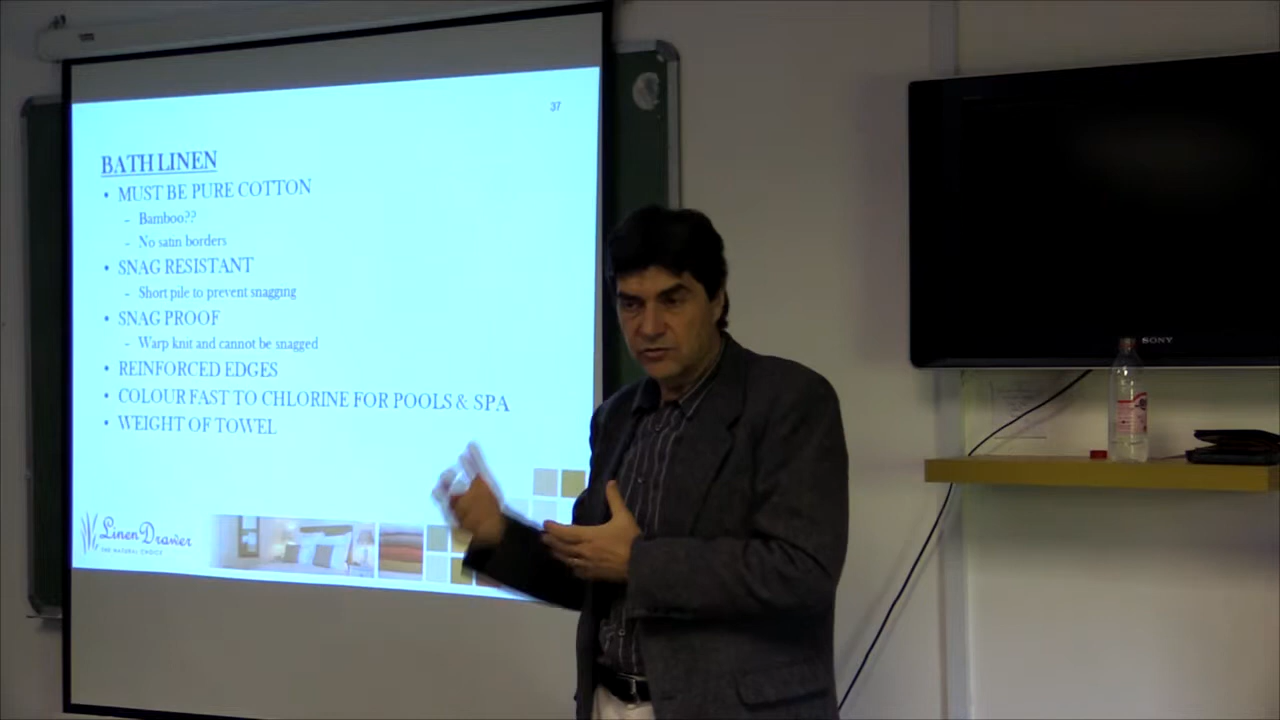 37
BATH LINEN
• MUST BE PURE COTTON
– Bamboo??
– No satin borders
• SNAG RESISTANT
– Short pile to prevent snagging
• SNAG PROOF
– Warp knit and cannot be snagged
• REINFORCED EDGES
• COLOUR FAST TO CHLORINE FOR POOLS & SPA
• WEIGHT OF TOWEL
Linen Drawer
THE NATURAL CHOICE
SONY